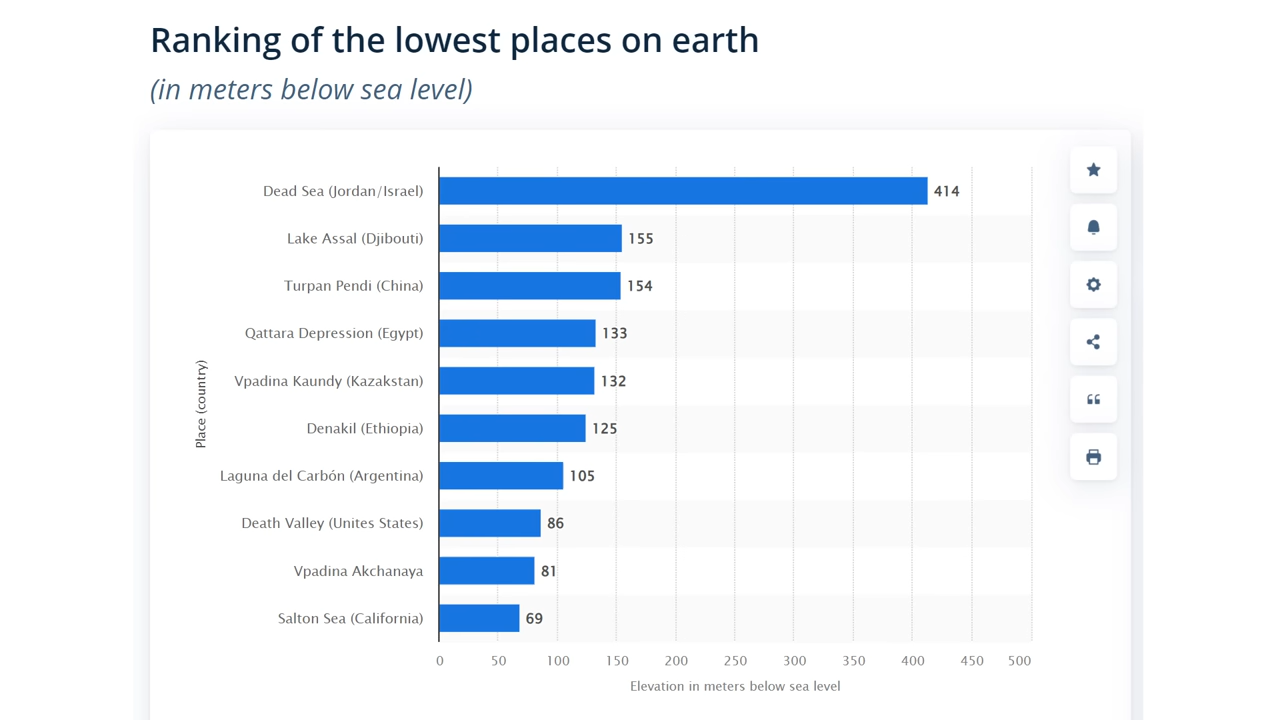 Ranking of the lowest places on earth
(in meters below sea level)
Dead Sea (Jordan/Israel) 414
Lake Assal (Djibouti) 155
Turpan Pendi (China) 154
Qattara Depression (Egypt) 133
Vpadina Kaundy (Kazakstan) 132
Denakil (Ethiopia) 125
Laguna del Carbón (Argentina) 105
Death Valley (Unites States) 86
Vpadina Akchanaya 81
Salton Sea (California) 69
Place (country)
0 50 100 150 200 250 300 350 400 450 500
Elevation in meters below sea level